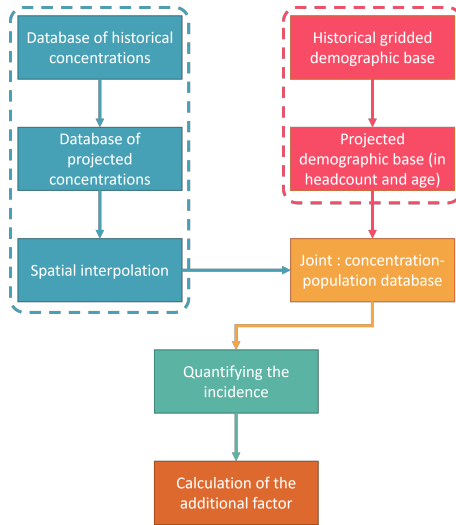 Database of historical
concentrations
Historical gridded
demographic base
Database of
projected
concentrations
Projected
demographic base (in
headcount and age)
Spatial interpolation
Joint : concentration-
population database
Quantifying the
incidence
Calculation of the
additional factor